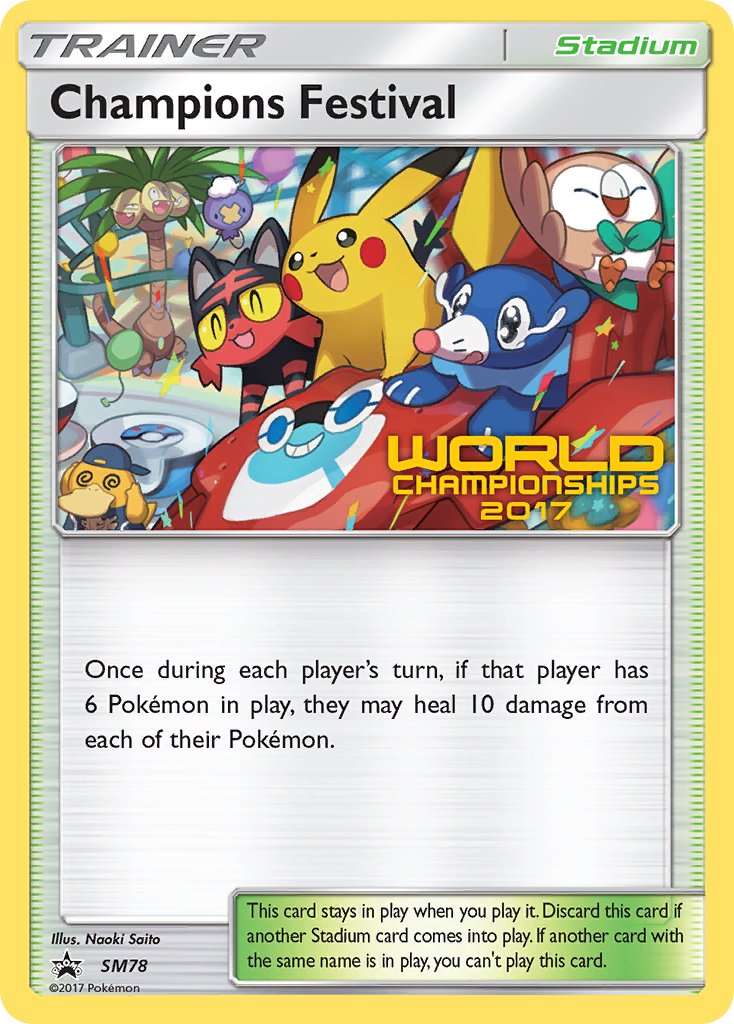 TRAINER
Stadium
Champions Festival
WORLD
CHAMPIONSHIPS
2017
Once during each player's turn, if that player has
6 Pokémon in play, they may heal 10 damage from
each of their Pokémon.
This card stays in play when you play it. Discard this card if
another Stadium card comes into play. If another card with
the same name is in play, you can't play this card.
Illus. Naoki Saito
SM78
©2017 Pokémon